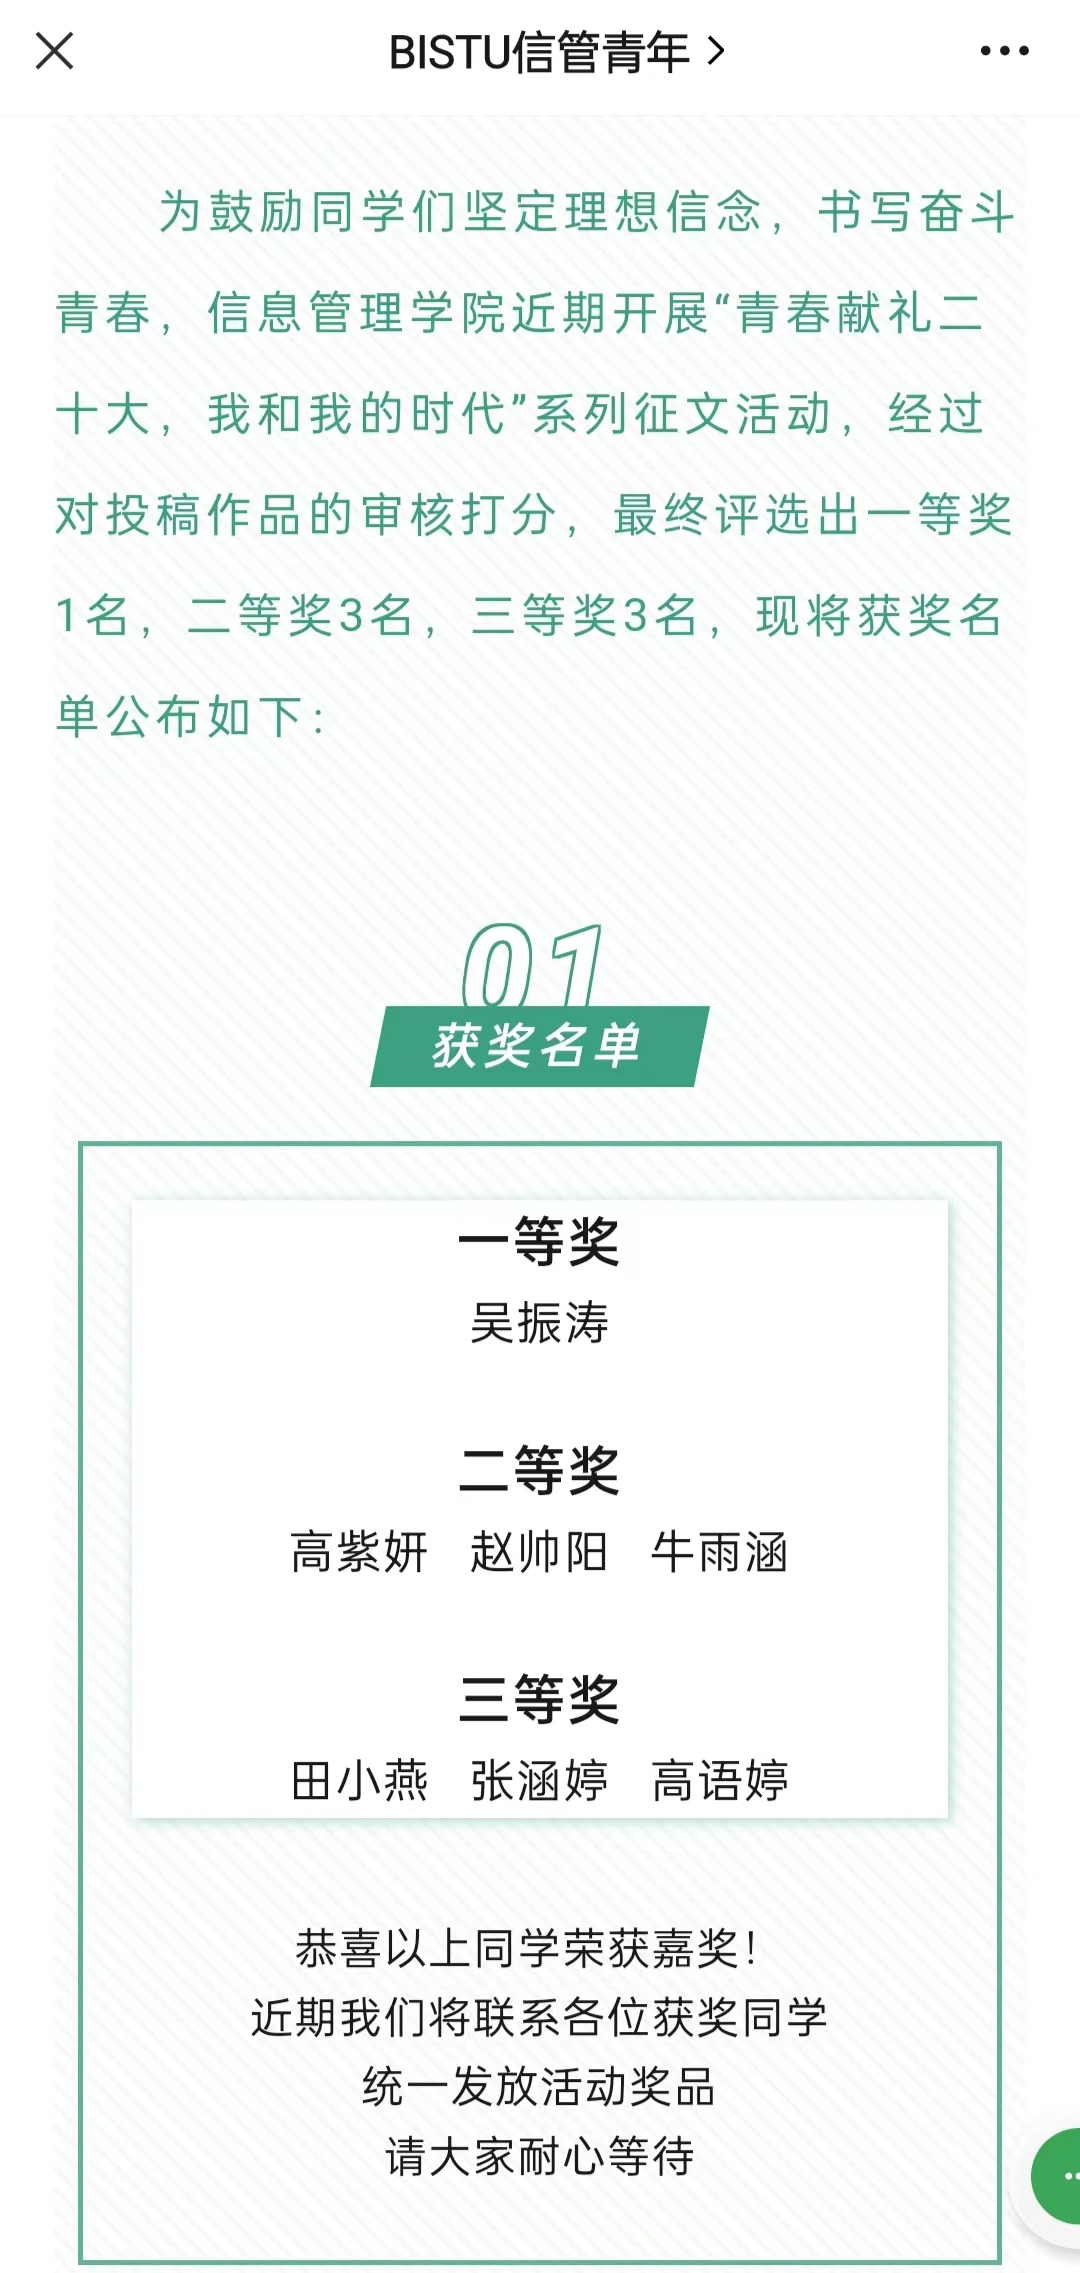 BISTU信管青年
为鼓励同学们坚定理想信念，书写奋斗
青春，信息管理学院近期开展“青春献礼二
十大，我和我的时代”系列征文活动，经过
对投稿作品的审核打分，最终评选出一等奖
1名，二等奖3名，三等奖3名，现将获奖名
单公布如下：
01
获奖名单
一等奖
吴振涛
二等奖
高紫妍 赵帅阳 牛雨涵
三等奖
田小燕 张涵婷 高语婷
恭喜以上同学荣获嘉奖！
近期我们将联系各位获奖同学
统一发放活动奖品
请大家耐心等待